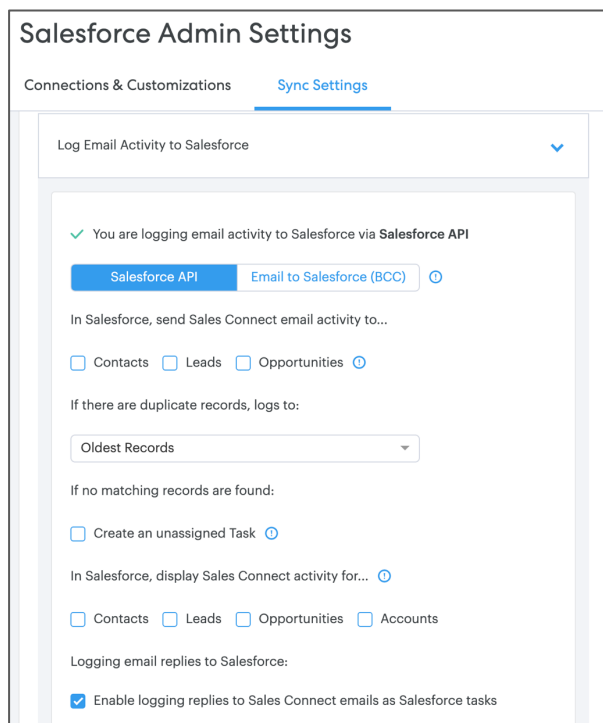 Salesforce Admin Settings
Connections & Customizations Sync Settings
Log Email Activity to Salesforce
You are logging email activity to Salesforce via Salesforce API
Salesforce API Email to Salesforce (BCC)
In Salesforce, send Sales Connect email activity to...
Contacts Leads Opportunities
If there are duplicate records, logs to:
Oldest Records
If no matching records are found:
Create an unassigned Task
In Salesforce, display Sales Connect activity for...
Contacts Leads Opportunities Accounts
Logging email replies to Salesforce:
Enable logging replies to Sales Connect emails as Salesforce tasks